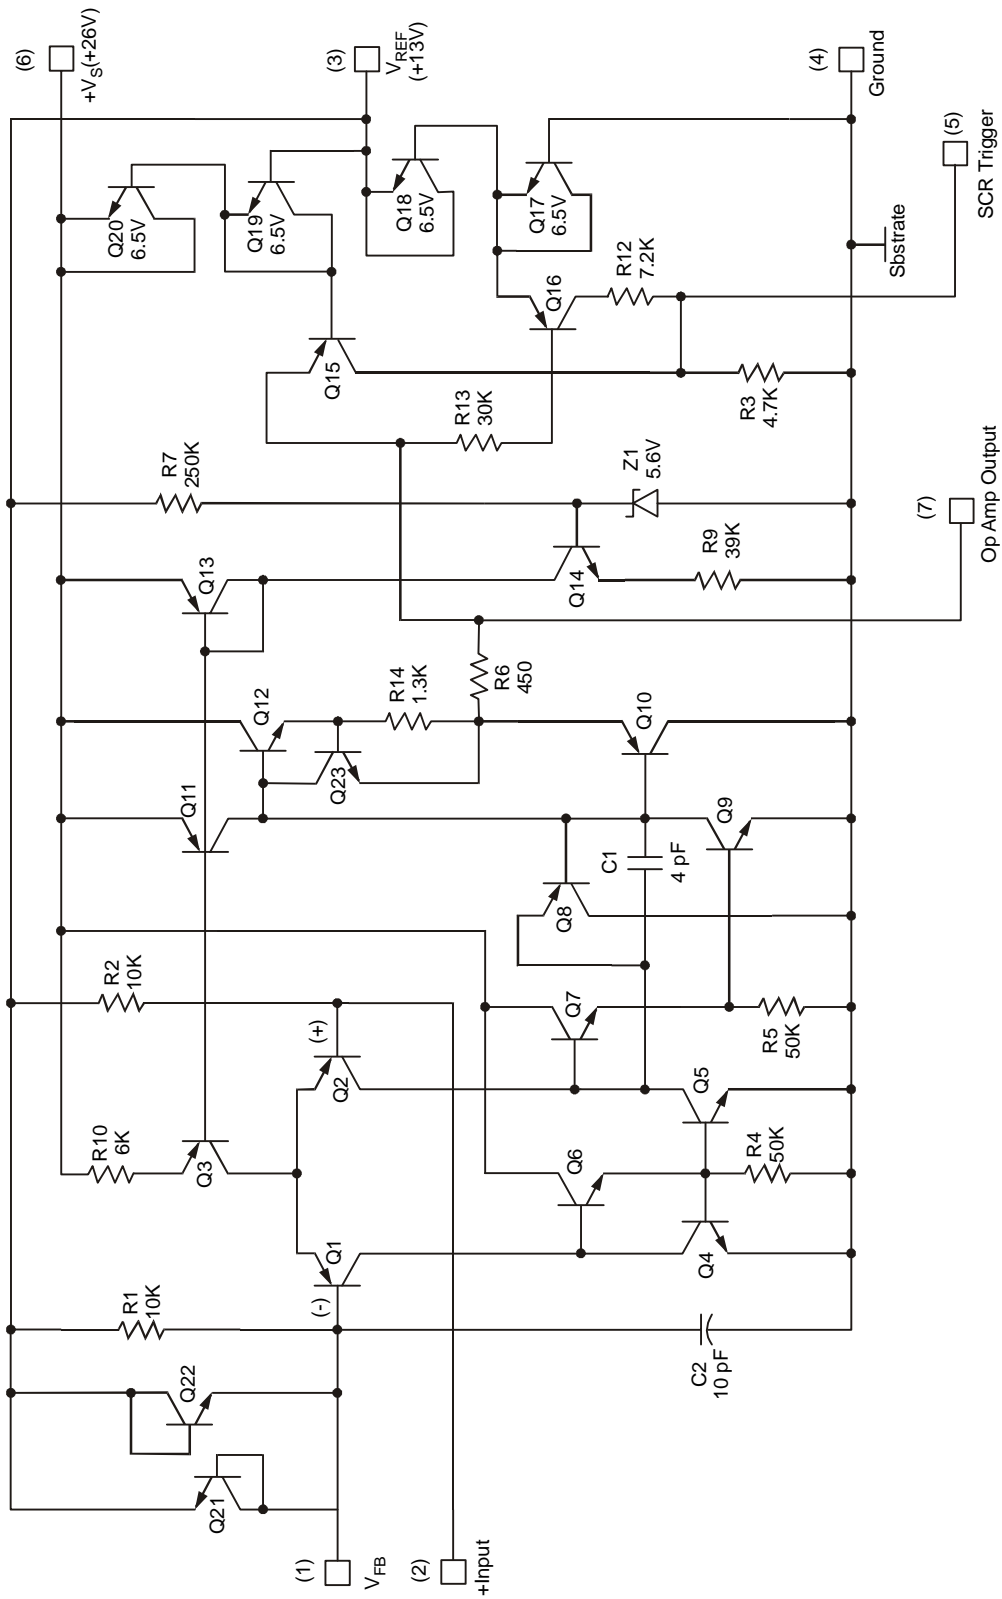 (6)
+VS(+26V)
(3)
VREF
(+13V)
(4)
Ground
(5)
SCR Trigger
Sbstrate
Q20
6.5V
Q19
6.5V
Q18
6.5V
Q17
6.5V
Q16
R12
7.2K
Q15
R13
30K
R3
4.7K
R7
250K
Z1
5.6V
(7)
Op Amp Output
Q13
Q14
R9
39K
Q12
R14
1.3K
R6
450
Q23
Q10
Q11
Q9
C1
4 pF
Q8
R2
10K
(+)
Q2
Q7
R5
50K
Q5
R10
6K
Q3
Q6
R4
50K
Q1
(-)
Q4
R1
10K
C2
10 pF
Q22
Q21
(1)
VFB
(2)
+Input